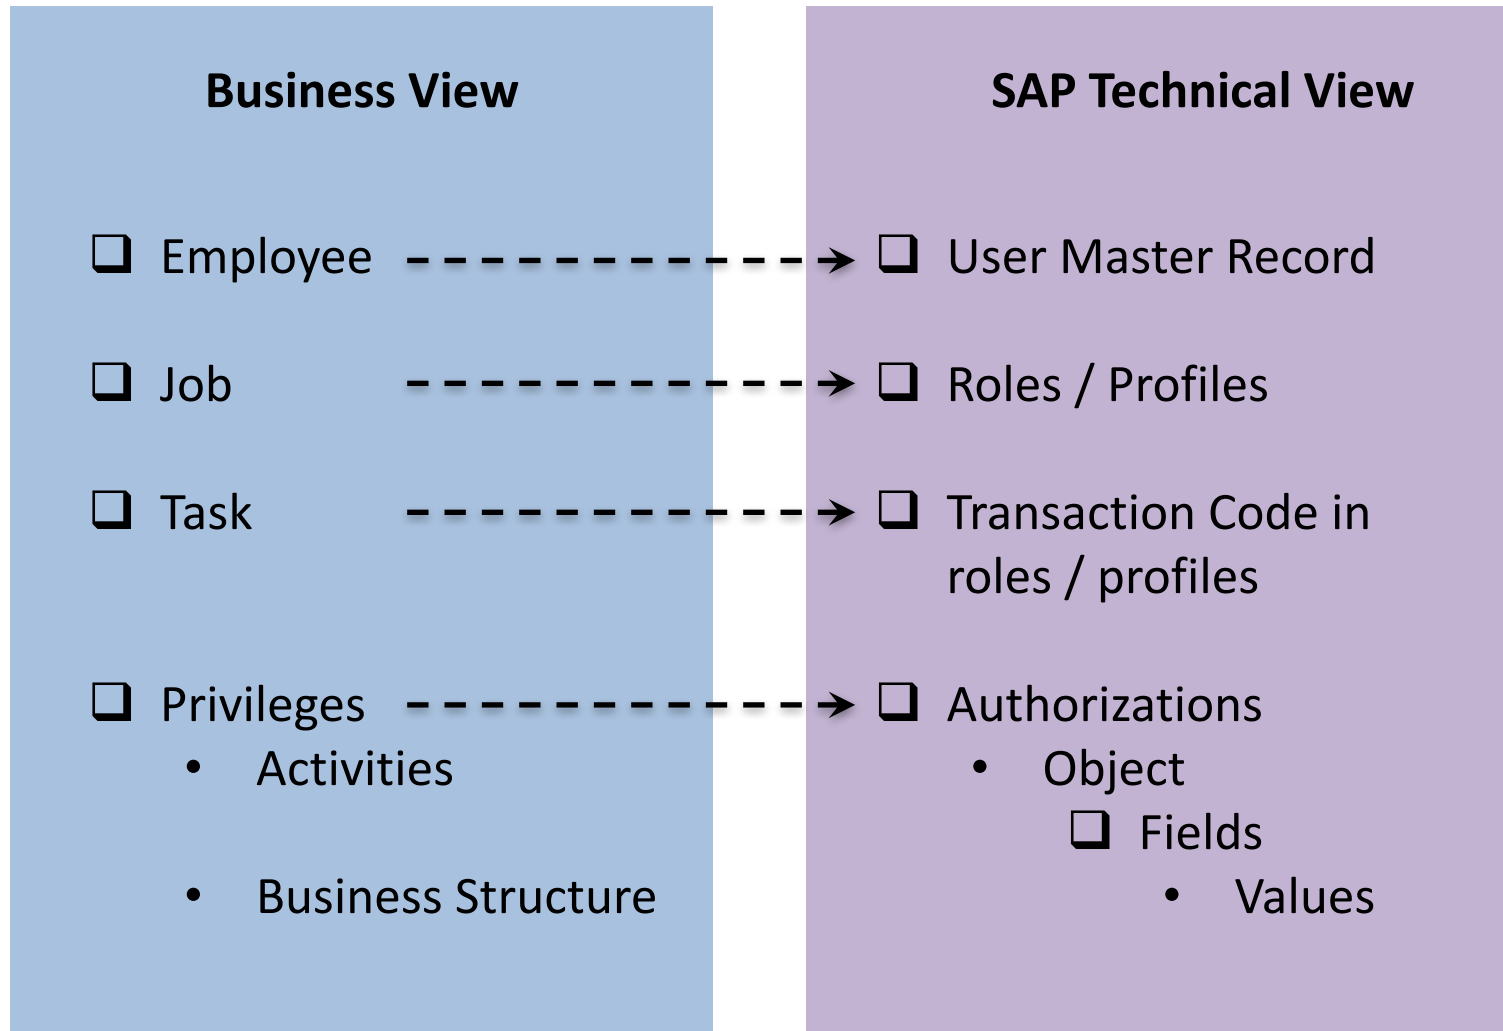 Business View
Employee
Job
Task
Privileges
Activities
Business Structure
SAP Technical View
User Master Record
Roles / Profiles
Transaction Code in
roles / profiles
Authorizations
Object
Fields
Values